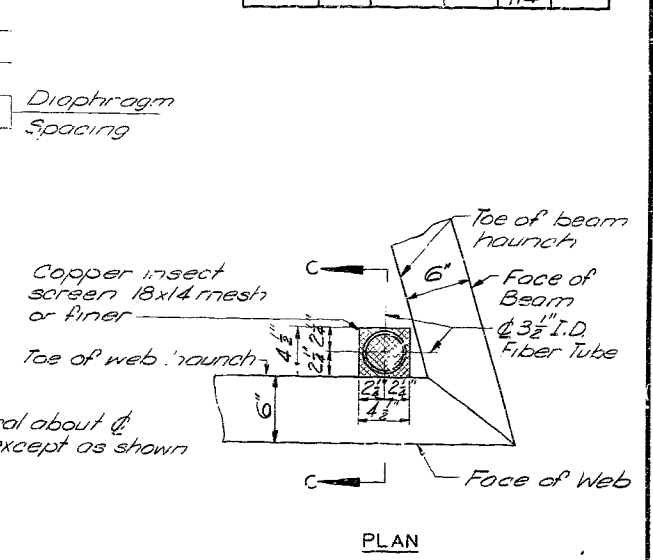 Diaphragm
Spacing
Toe of beam
haunch
C
6"
Face of
Beam
Copper insect
screen 18x14 mesh
or finer
℄ 3½" I.D.
Fiber Tube
4½"
2¼" 2¼"
Toe of web haunch
2¼" 2¼"
4½"
6"
ral about ℄
except as shown
C
Face of Web
PLAN